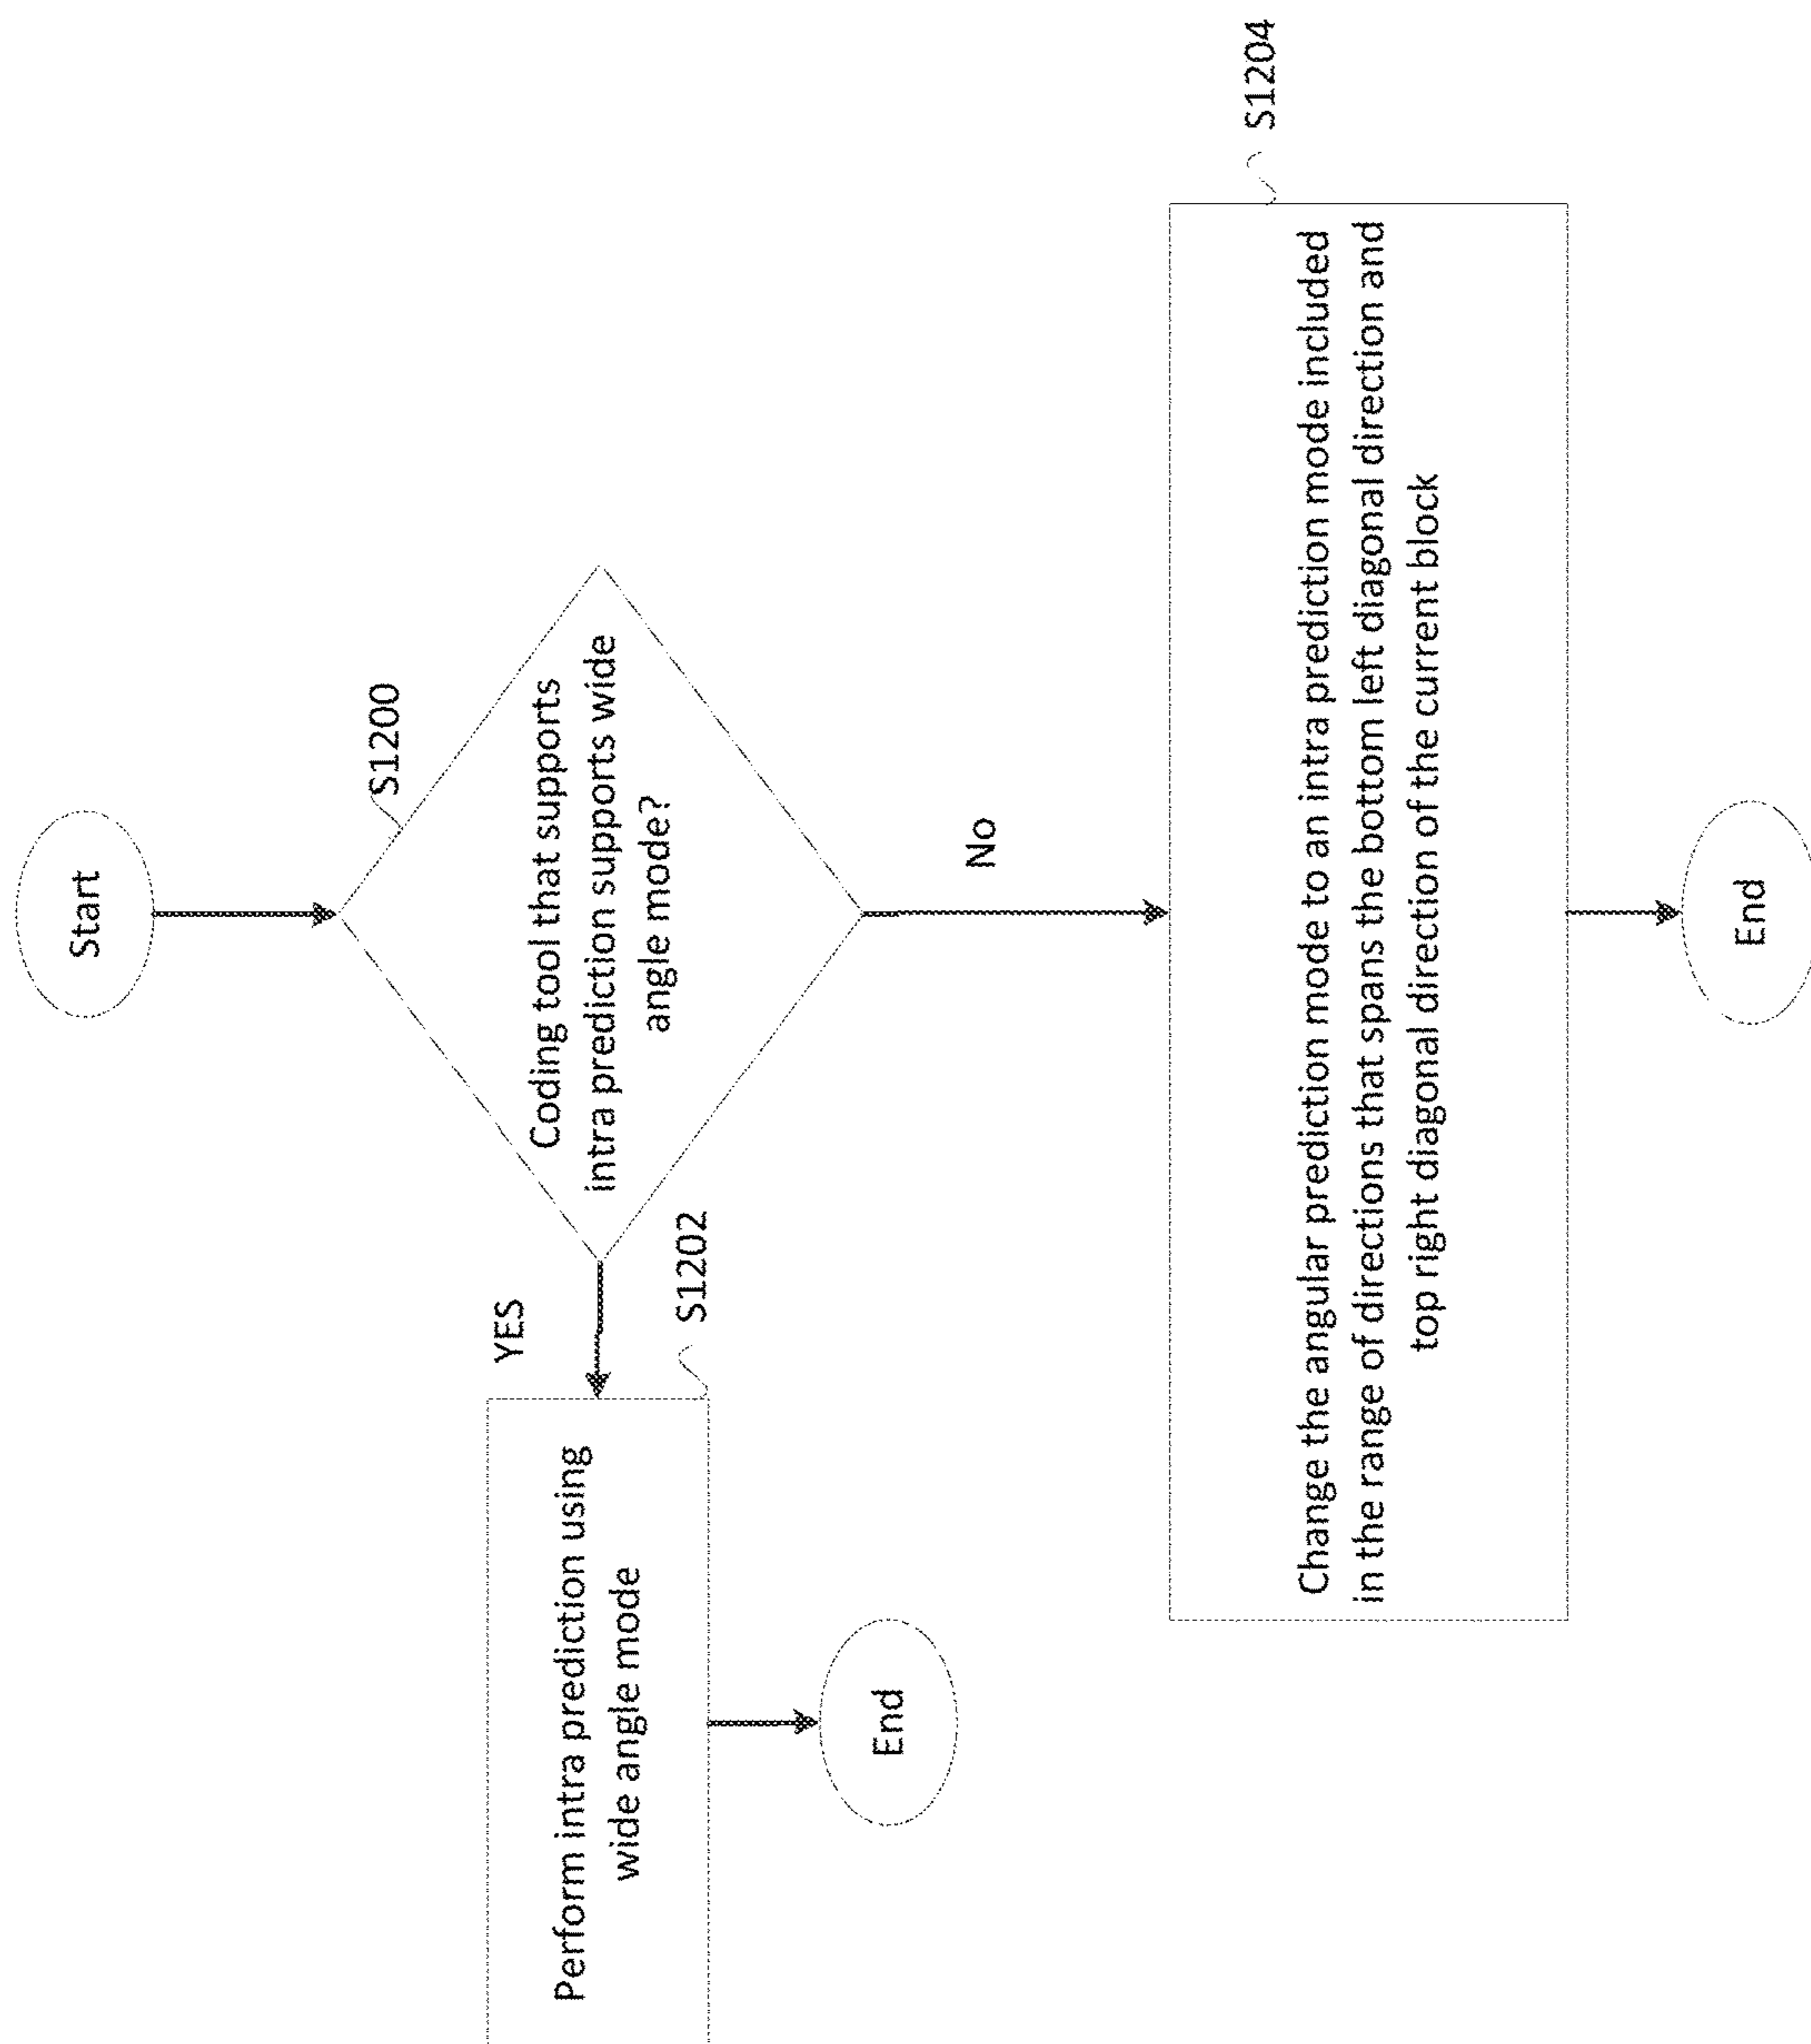 Start
S1200
Coding tool that supports
intra prediction supports wide
angle mode?
YES
S1202
Perform intra prediction using
wide angle mode
End
No
S1204
Change the angular prediction mode to an intra prediction mode included
in the range of directions that spans the bottom left diagonal direction and
top right diagonal direction of the current block
End